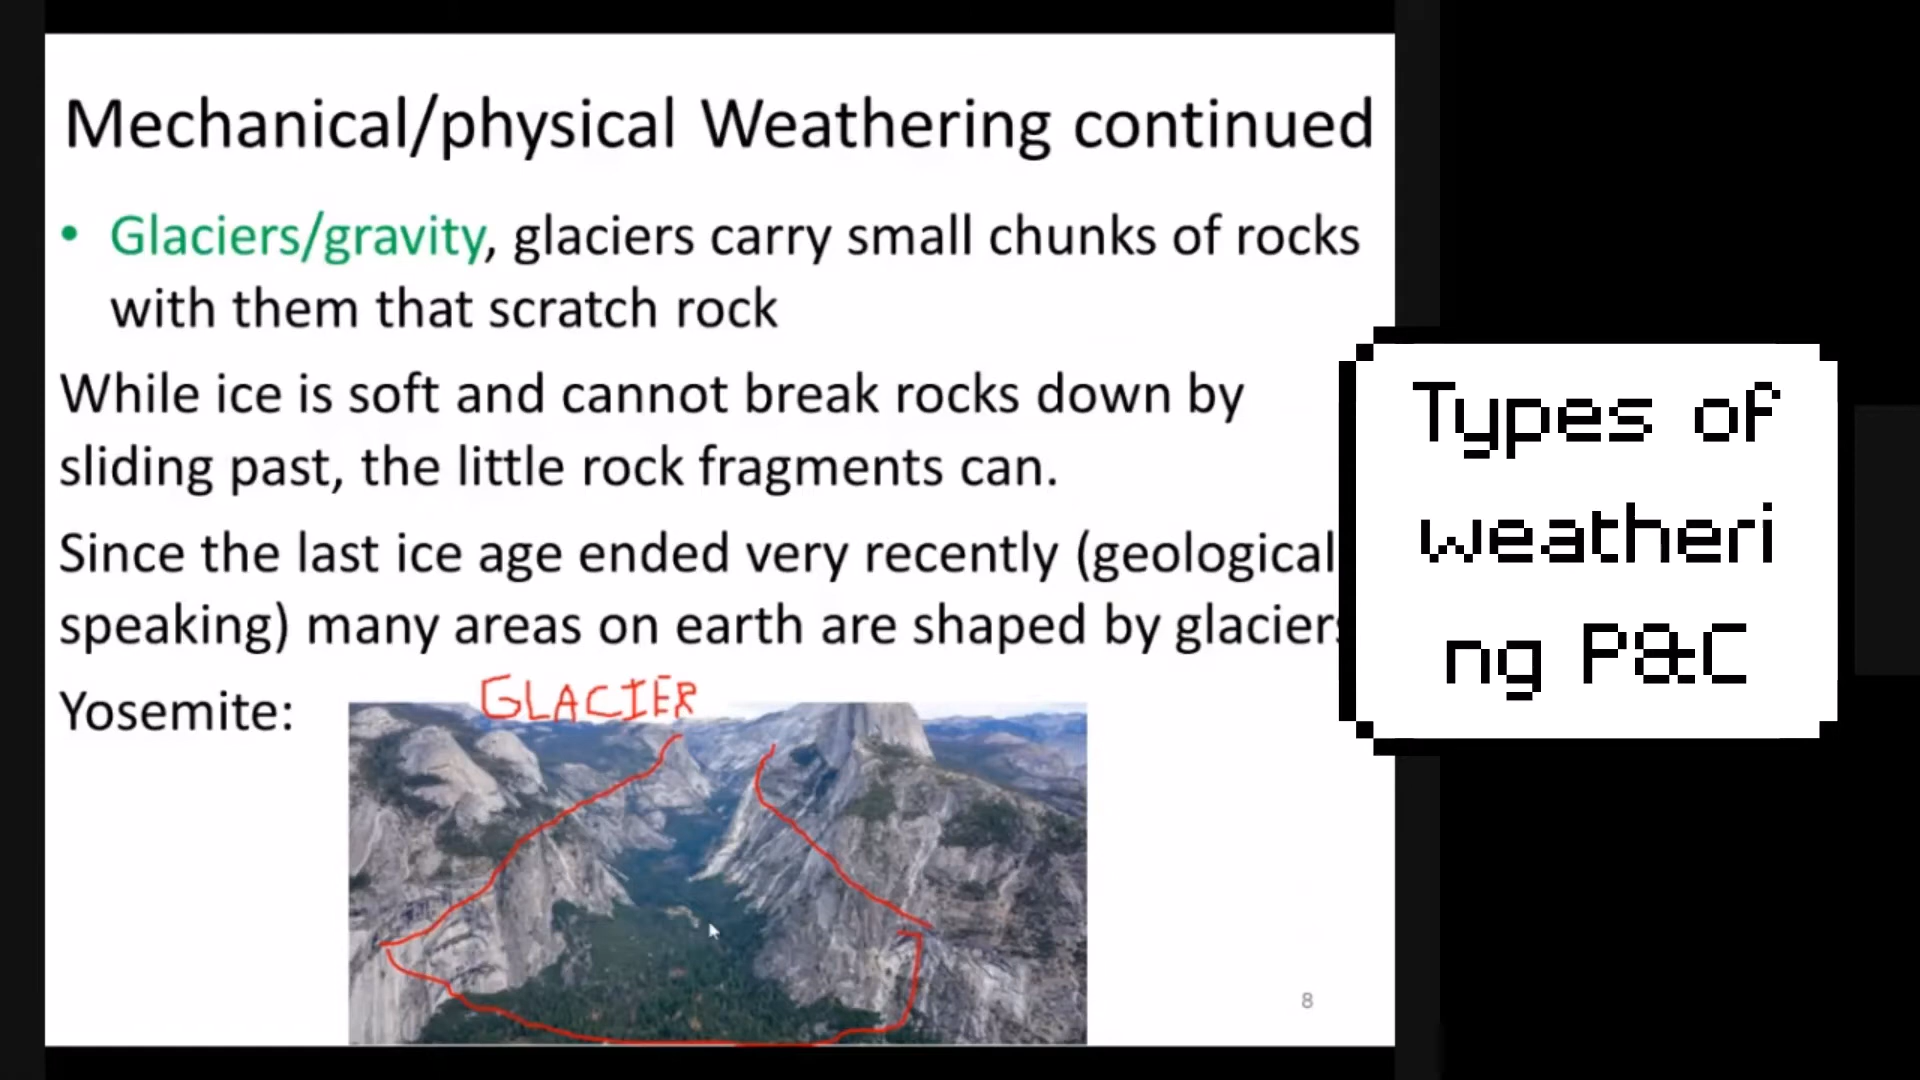 Mechanical/physical Weathering continued
• Glaciers/gravity, glaciers carry small chunks of rocks
with them that scratch rock
While ice is soft and cannot break rocks down by
sliding past, the little rock fragments can.
Since the last ice age ended very recently (geological
speaking) many areas on earth are shaped by glaciers
Yosemite:
GLACIER
8
Types of
weatheri
ng P&C